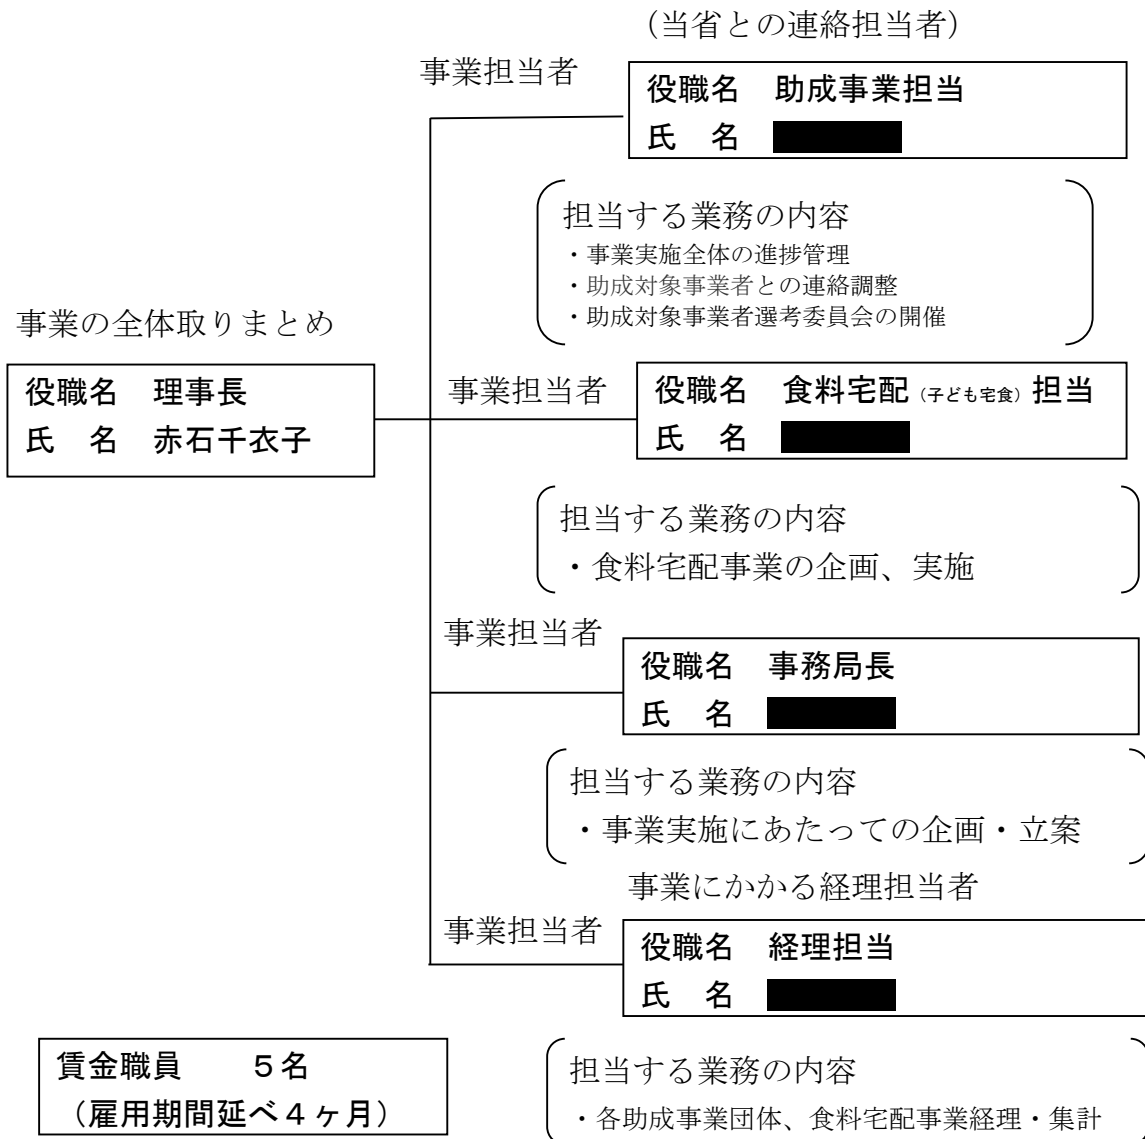 （当省との連絡担当者）
事業担当者
役職名　助成事業担当
氏　名
担当する業務の内容
・事業実施全体の進捗管理
・助成対象事業者との連絡調整
・助成対象事業者選考委員会の開催
事業の全体取りまとめ
役職名　理事長
氏　名　赤石千衣子
事業担当者
役職名　食料宅配（子ども宅食）担当
氏　名
担当する業務の内容
・食料宅配事業の企画、実施
事業担当者
役職名　事務局長
氏　名
担当する業務の内容
・事業実施にあたっての企画・立案
事業にかかる経理担当者
事業担当者
役職名　経理担当
氏　名
賃金職員　　５名
（雇用期間延べ４ヶ月）
担当する業務の内容
・各助成事業団体、食料宅配事業経理・集計